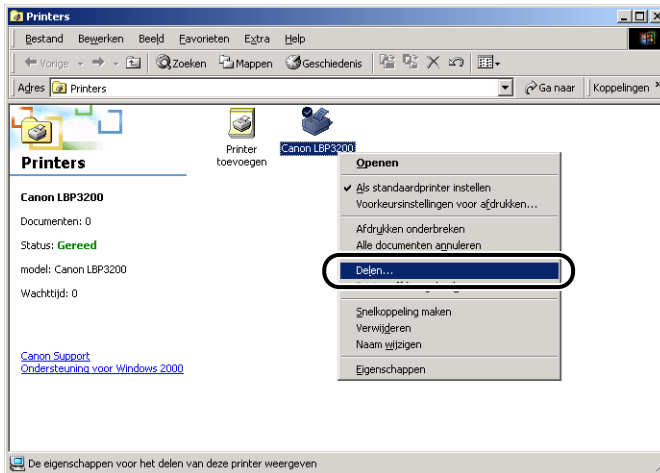 Printers
Bestand Bewerken Beeld Favorieten Extra Help
Vorige Zoeken Mappen Geschiedenis
Adres Printers Ga naar Koppelingen »
Printers
Canon LBP3200
Documenten: 0
Status: Gereed
model: Canon LBP3200
Wachttijd: 0
Canon Support
Ondersteuning voor Windows 2000
Printer
toevoegen
Canon LBP3200
Openen
Als standaardprinter instellen
Voorkeursinstellingen voor afdrukken...
Afdrukken onderbreken
Alle documenten annuleren
Delen...
Snelkoppeling maken
Verwijderen
Naam wijzigen
Eigenschappen
De eigenschappen voor het delen van deze printer weergeven